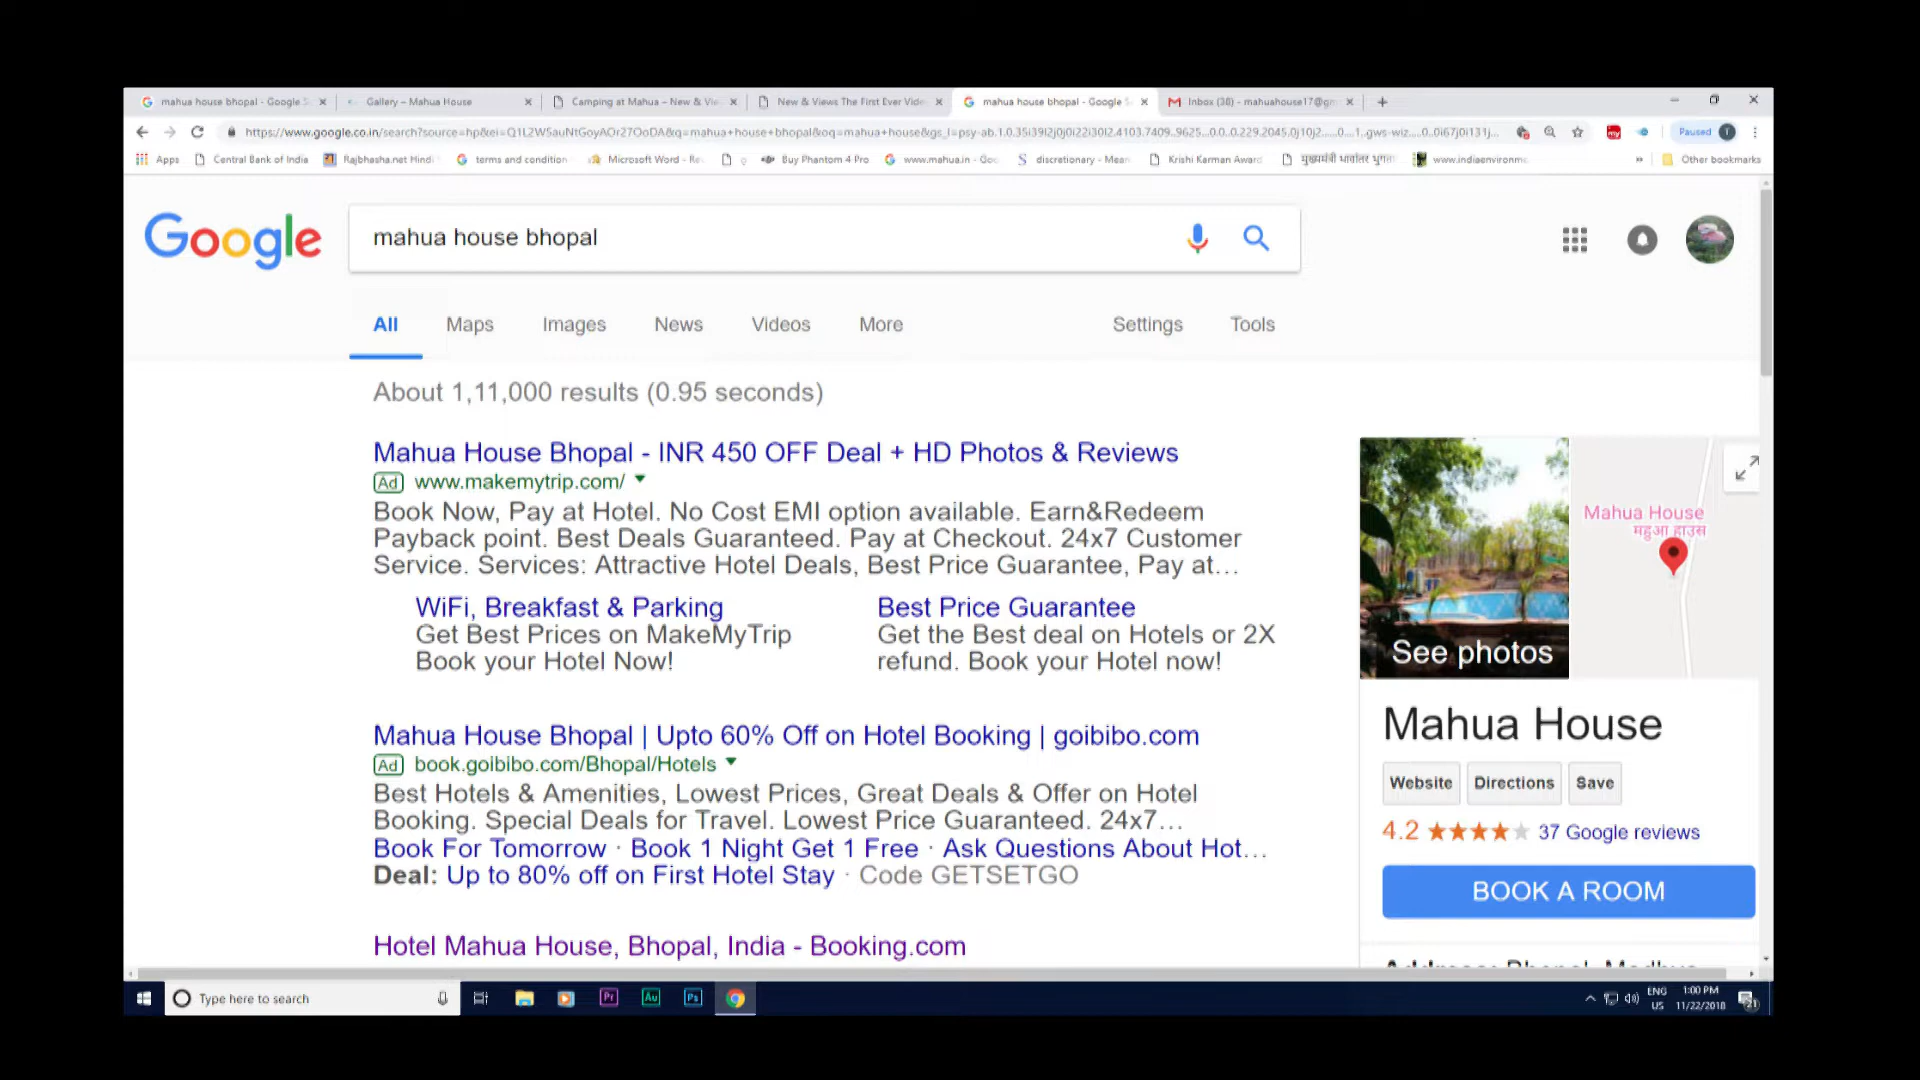 mahua house bhopal - Google S
Gallery – Mahua House
Camping at Mahua – New & Vie
New & Views The First Ever Vide
mahua house bhopal - Google S
Inbox (30) - mahuahouse17@gm
Apps
Central Bank of India
Rajbhasha.net Hindi
terms and condition
Microsoft Word - Re
Buy Phantom 4 Pro
www.mahua.in - Goo
discretionary - Mean
Krishi Karman Award
www.indiaenvironm
Other bookmarks
Paused
Google
mahua house bhopal
All Maps Images News Videos More Settings Tools
About 1,11,000 results (0.95 seconds)
Mahua House Bhopal - INR 450 OFF Deal + HD Photos & Reviews
Ad www.makemytrip.com/
Book Now, Pay at Hotel. No Cost EMI option available. Earn&Redeem
Payback point. Best Deals Guaranteed. Pay at Checkout. 24x7 Customer
Service. Services: Attractive Hotel Deals, Best Price Guarantee, Pay at...
WiFi, Breakfast & Parking
Get Best Prices on MakeMyTrip
Book your Hotel Now!
Best Price Guarantee
Get the Best deal on Hotels or 2X
refund. Book your Hotel now!
Mahua House Bhopal | Upto 60% Off on Hotel Booking | goibibo.com
Ad book.goibibo.com/Bhopal/Hotels
Best Hotels & Amenities, Lowest Prices, Great Deals & Offer on Hotel
Booking. Special Deals for Travel. Lowest Price Guaranteed. 24x7...
Book For Tomorrow · Book 1 Night Get 1 Free · Ask Questions About Hot...
Deal: Up to 80% off on First Hotel Stay · Code GETSETGO
Hotel Mahua House, Bhopal, India - Booking.com
See photos
Mahua House
महुआ हाउस
Mahua House
Website Directions Save
4.2 37 Google reviews
BOOK A ROOM
Type here to search
Pr
Au
Ps
ENG
US
1:00 PM
11/22/2018
21